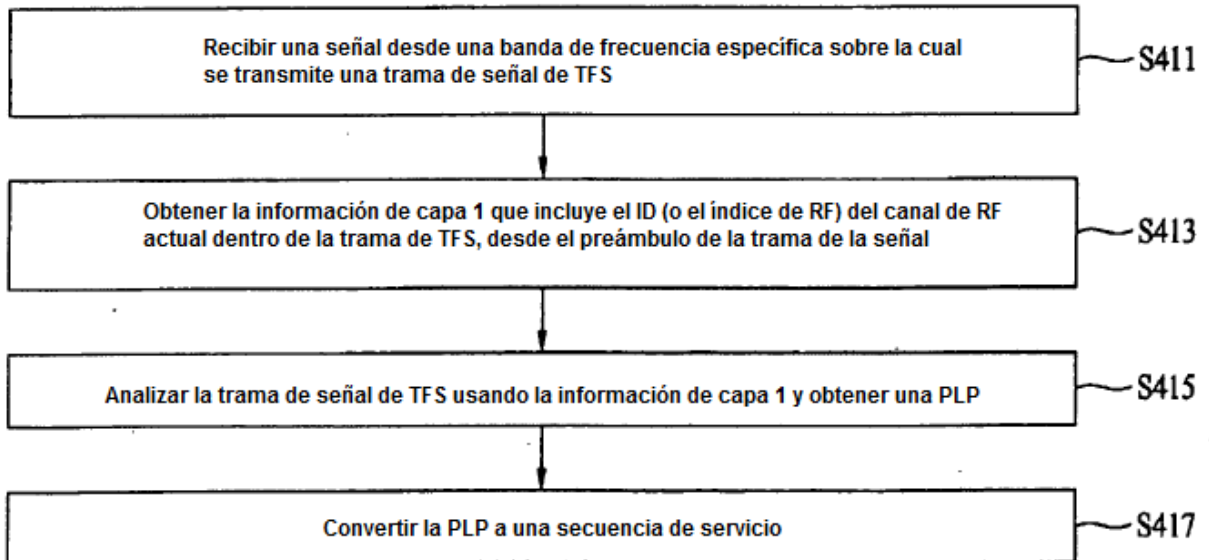 Recibir una señal desde una banda de frecuencia específica sobre la cual
se transmite una trama de señal de TFS
S411
Obtener la información de capa 1 que incluye el ID (o el índice de RF) del canal de RF
actual dentro de la trama de TFS, desde el preámbulo de la trama de la señal
S413
Analizar la trama de señal de TFS usando la información de capa 1 y obtener una PLP
S415
Convertir la PLP a una secuencia de servicio
S417